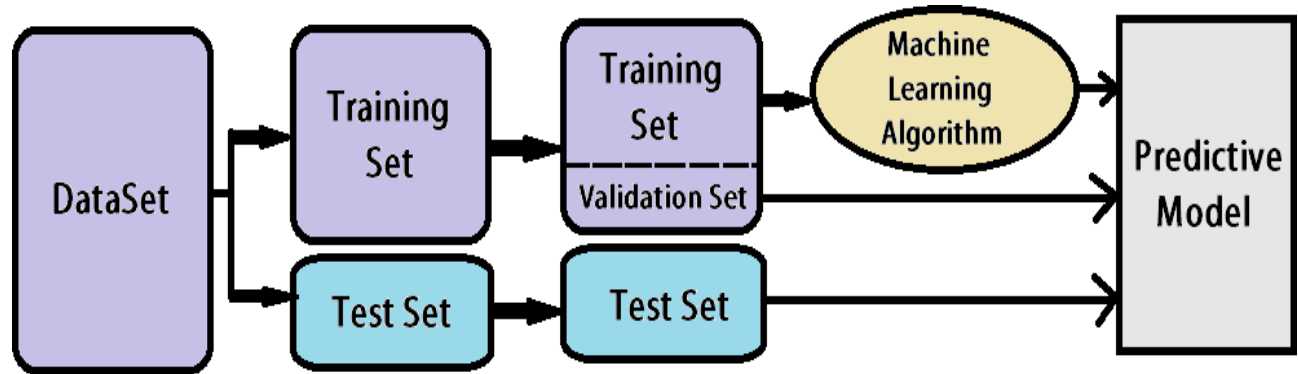 DataSet
Training
Set
Test Set
Training
Set
Validation Set
Test Set
Machine
Learning
Algorithm
Predictive
Model